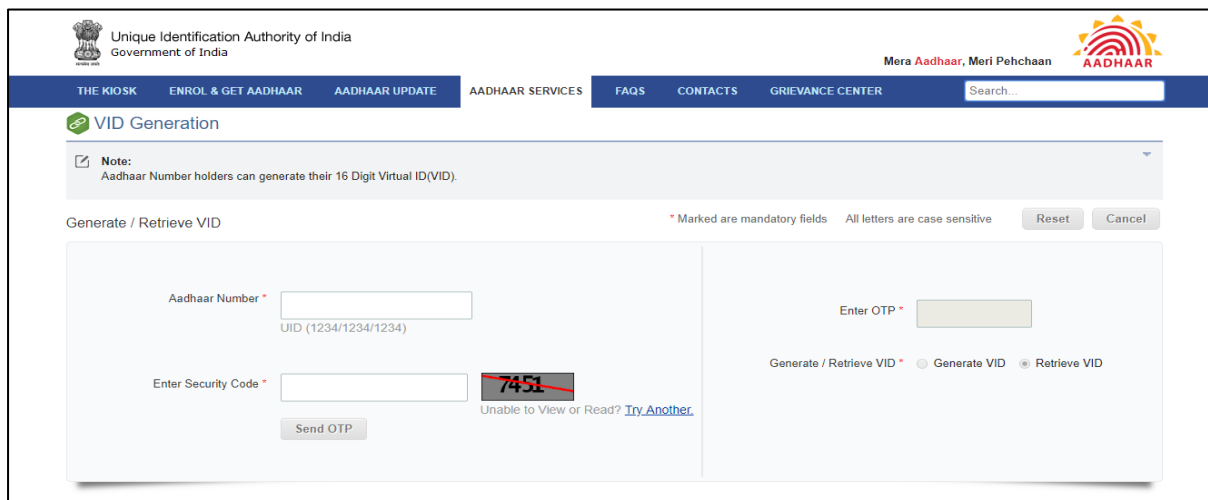 Unique Identification Authority of India
Government of India
Mera Aadhaar, Meri Pehchaan
AADHAAR
THE KIOSK ENROL & GET AADHAAR AADHAAR UPDATE AADHAAR SERVICES FAQS CONTACTS GRIEVANCE CENTER Search...
VID Generation
Note:
Aadhaar Number holders can generate their 16 Digit Virtual ID(VID).
Generate / Retrieve VID * Marked are mandatory fields All letters are case sensitive Reset Cancel
Aadhaar Number *
UID (1234/1234/1234)
Enter Security Code * 7451
Unable to View or Read? Try Another.
Send OTP
Enter OTP *
Generate / Retrieve VID * Generate VID Retrieve VID